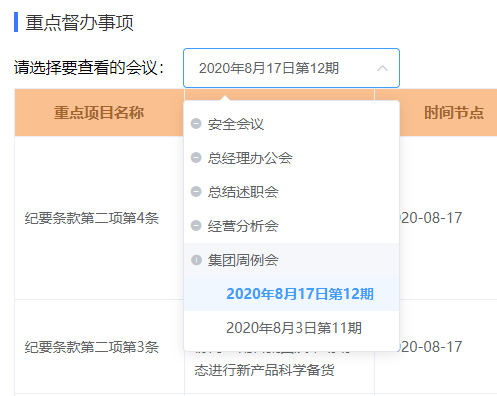 重点督办事项
请选择要查看的会议：
2020年8月17日第12期
重点项目名称
时间节点
安全会议
总经理办公会
总结述职会
经营分析会
集团周例会
2020年8月17日第12期
2020年8月3日第11期
纪要条款第二项第4条
020-08-17
纪要条款第二项第3条
020-08-17
态进行新产品科学备货